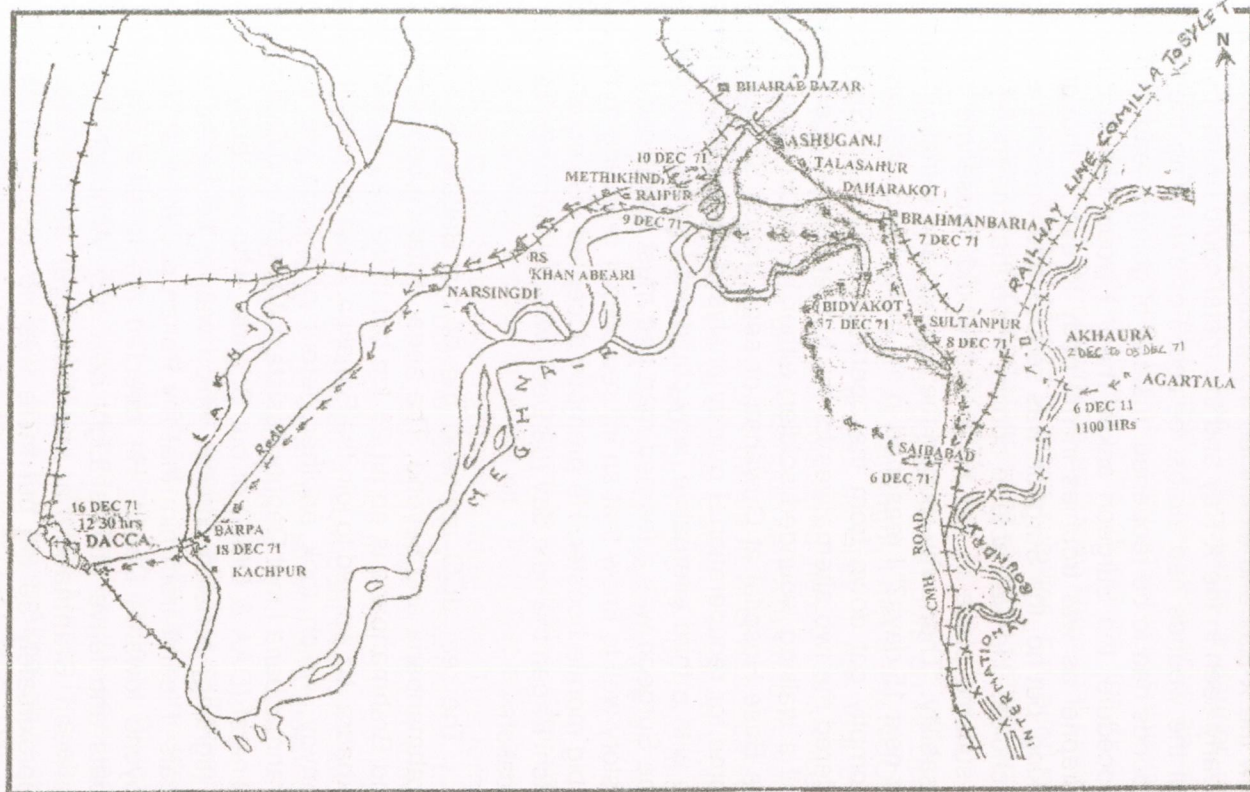 RAILWAY LINE COMILLA TO SYLET
N
BHAIRAB BAZAR
ASHUGANJ
TALASAHUR
DAHARAKOT
10 DEC 71
METHIKHND
RAIPUR
9 DEC 71
BRAHMANBARIA
7 DEC 71
RS
KHAN ABEARI
NARSINGDI
BIDYAKOT
7 DEC 71
SULTANPUR
8 DEC 71
AKHAURA
2 DEC TO 05 DEC 71
AGARTALA
6 DEC 11
1100 HRs
LAKHYA
Road
MEGHNA
SAIBABAD
6 DEC 71
16 DEC 71
12 30 hrs
DACCA
BARPA
18 DEC 71
KACHPUR
CMH ROAD
INTERNATIONAL BOUNDRY